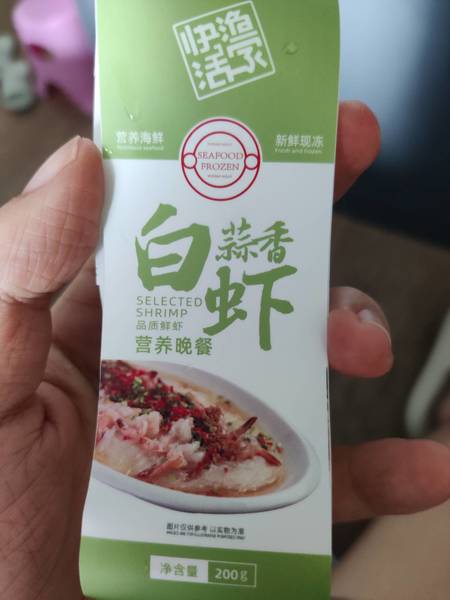 快活
渔家
营养海鲜
新鲜现冻
Fresh and frozen
SEAFOOD
FROZEN
白
蒜香
虾
SELECTED
SHRIMP
品质鲜虾
营养晚餐
图片仅供参考 以实物为准
净含量 200g